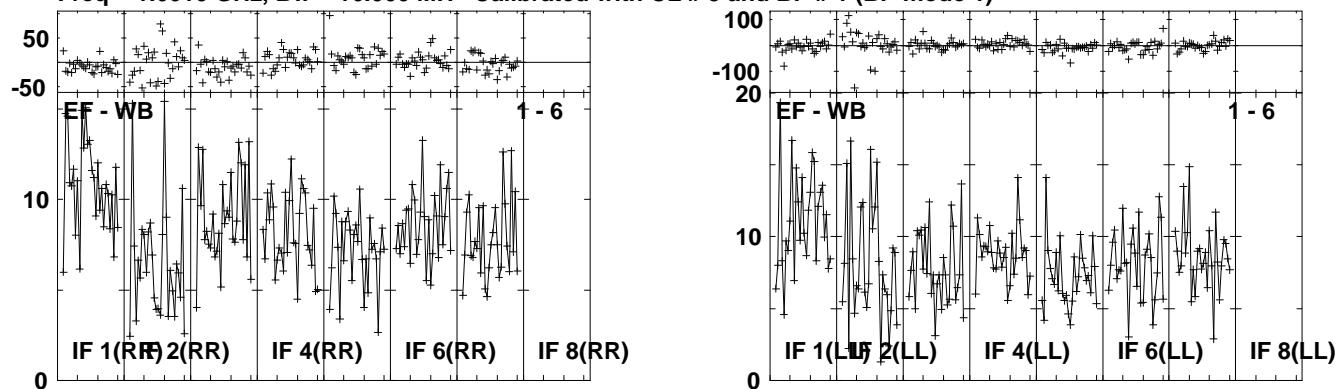 50
0
-50
EF - WB
1 - 6
10
0
IF 1(RR)
IF 2(RR)
IF 4(RR)
IF 6(RR)
IF 8(RR)
100
0
-100
20
EF - WB
1 - 6
10
0
IF 1(LL)
IF 2(LL)
IF 4(LL)
IF 6(LL)
IF 8(LL)